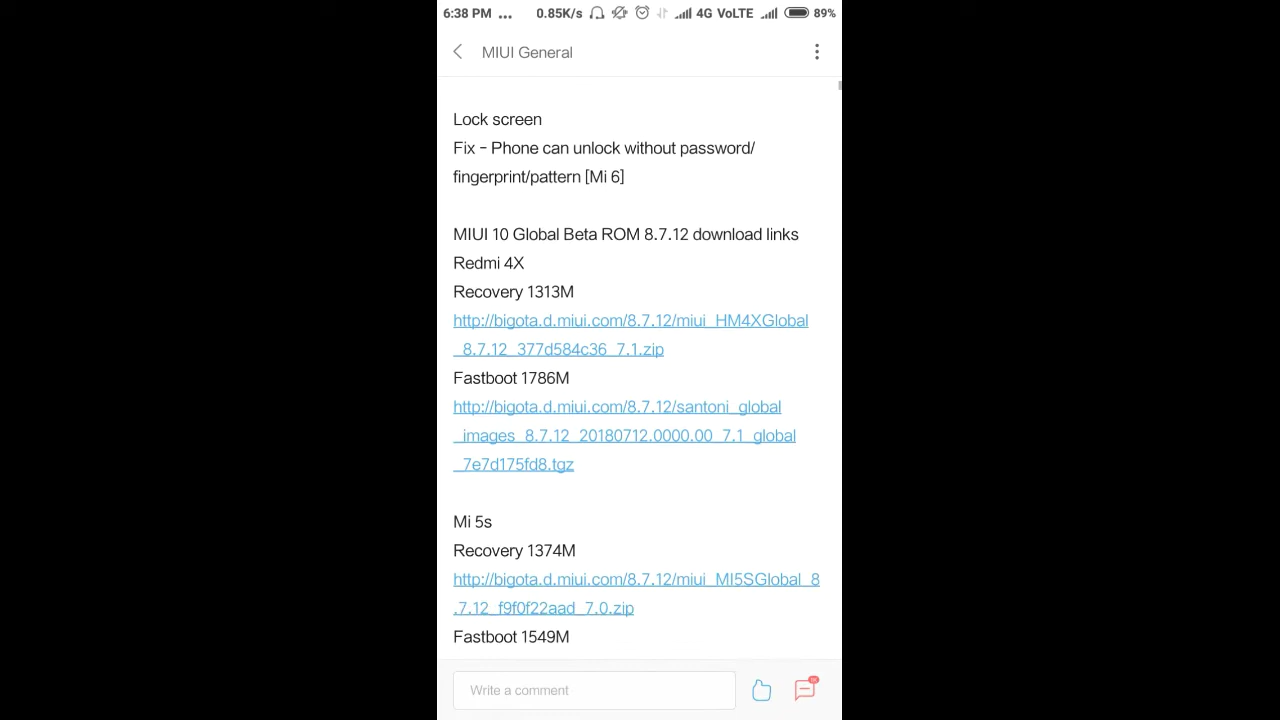 6:38 PM ... 0.85K/s 4G VoLTE 89%
MIUI General
Lock screen
Fix - Phone can unlock without password/
fingerprint/pattern [Mi 6]
MIUI 10 Global Beta ROM 8.7.12 download links
Redmi 4X
Recovery 1313M
http://bigota.d.miui.com/8.7.12/miui_HM4XGlobal
_8.7.12_377d584c36_7.1.zip
Fastboot 1786M
http://bigota.d.miui.com/8.7.12/santoni_global
_images_8.7.12_20180712.0000.00_7.1_global
_7e7d175fd8.tgz
Mi 5s
Recovery 1374M
http://bigota.d.miui.com/8.7.12/miui_MI5SGlobal_8
.7.12_f9f0f22aad_7.0.zip
Fastboot 1549M
Write a comment